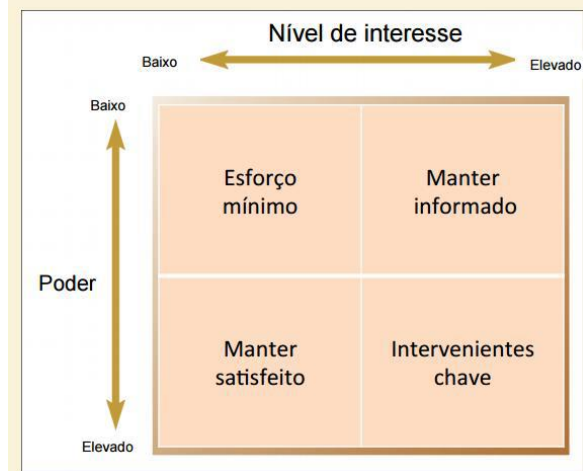 Nível de interesse
Baixo
Elevado
Baixo
Esforço
mínimo
Manter
informado
Poder
Manter
satisfeito
Intervenientes
chave
Elevado